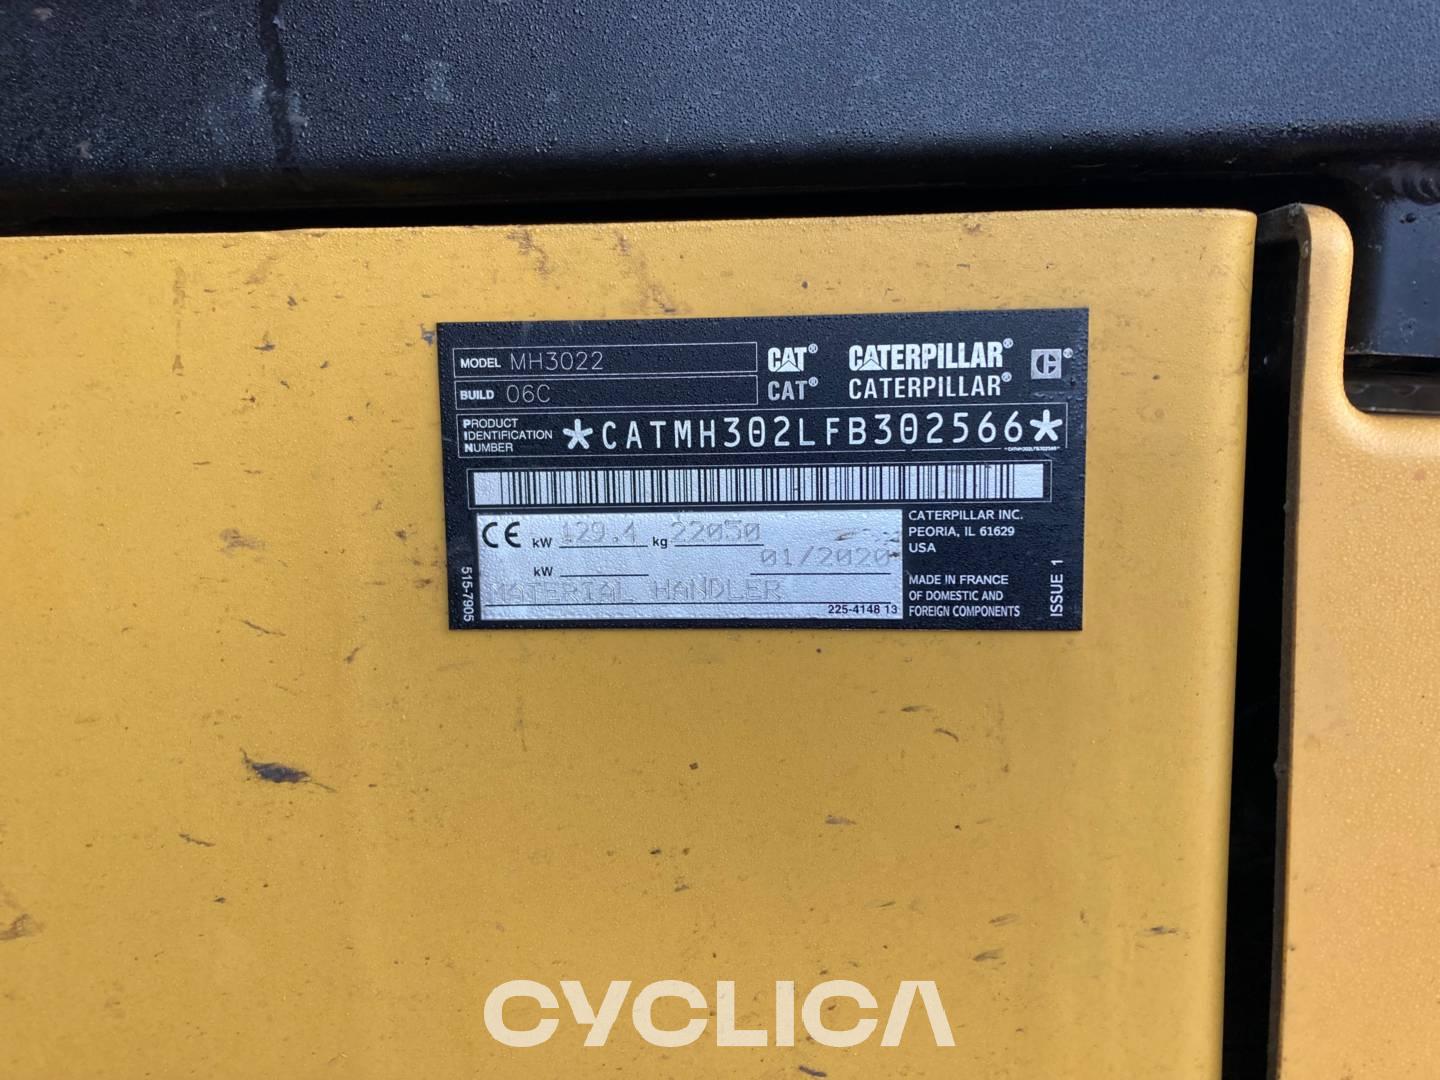 MODEL MH3022
BUILD 06C
CAT® CATERPILLAR®
CAT® CATERPILLAR®
PRODUCT IDENTIFICATION NUMBER *CATMH302LFB302566*
CE kW 129.4 kg 22050
01/2020
kW
MATERIAL HANDLER
225-4148 13
515-7905
CATERPILLAR INC.
PEORIA, IL 61629
USA
MADE IN FRANCE
OF DOMESTIC AND
FOREIGN COMPONENTS
ISSUE 1
CYCLICA